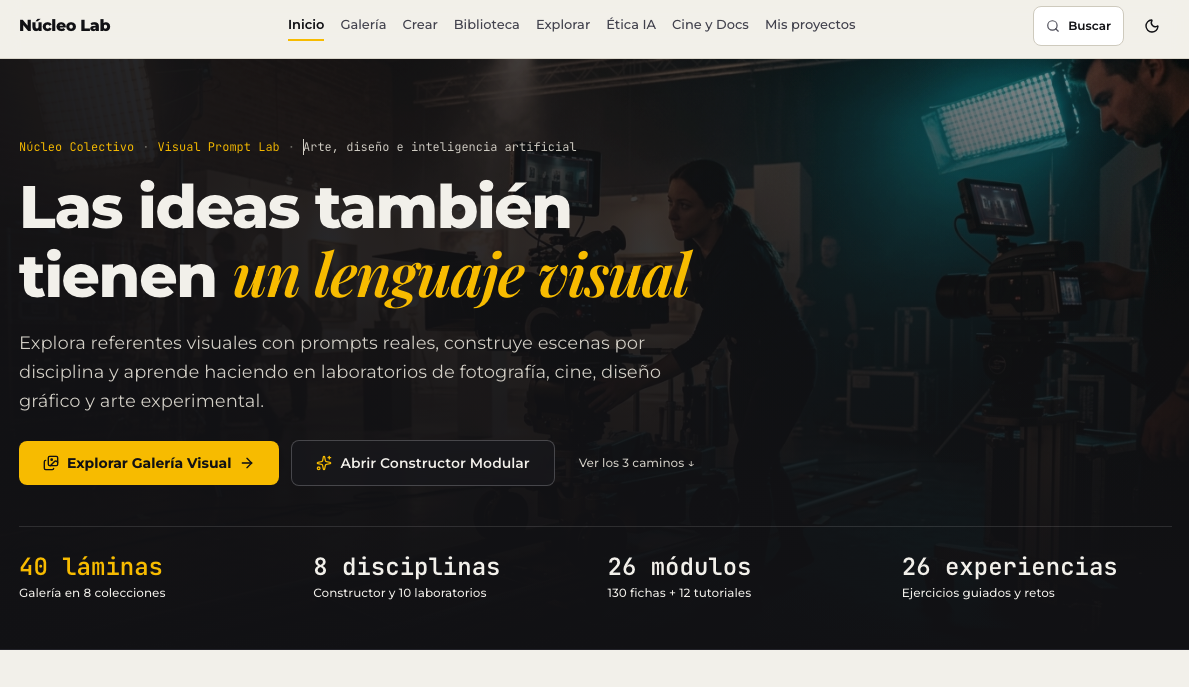 Núcleo Lab
Inicio Galería Crear Biblioteca Explorar Ética IA Cine y Docs Mis proyectos
Buscar
Núcleo Colectivo · Visual Prompt Lab · Arte, diseño e inteligencia artificial
Las ideas también
tienen un lenguaje visual
Explora referentes visuales con prompts reales, construye escenas por
disciplina y aprende haciendo en laboratorios de fotografía, cine, diseño
gráfico y arte experimental.
Explorar Galería Visual →
Abrir Constructor Modular
Ver los 3 caminos ↓
40 láminas
Galería en 8 colecciones
8 disciplinas
Constructor y 10 laboratorios
26 módulos
130 fichas + 12 tutoriales
26 experiencias
Ejercicios guiados y retos